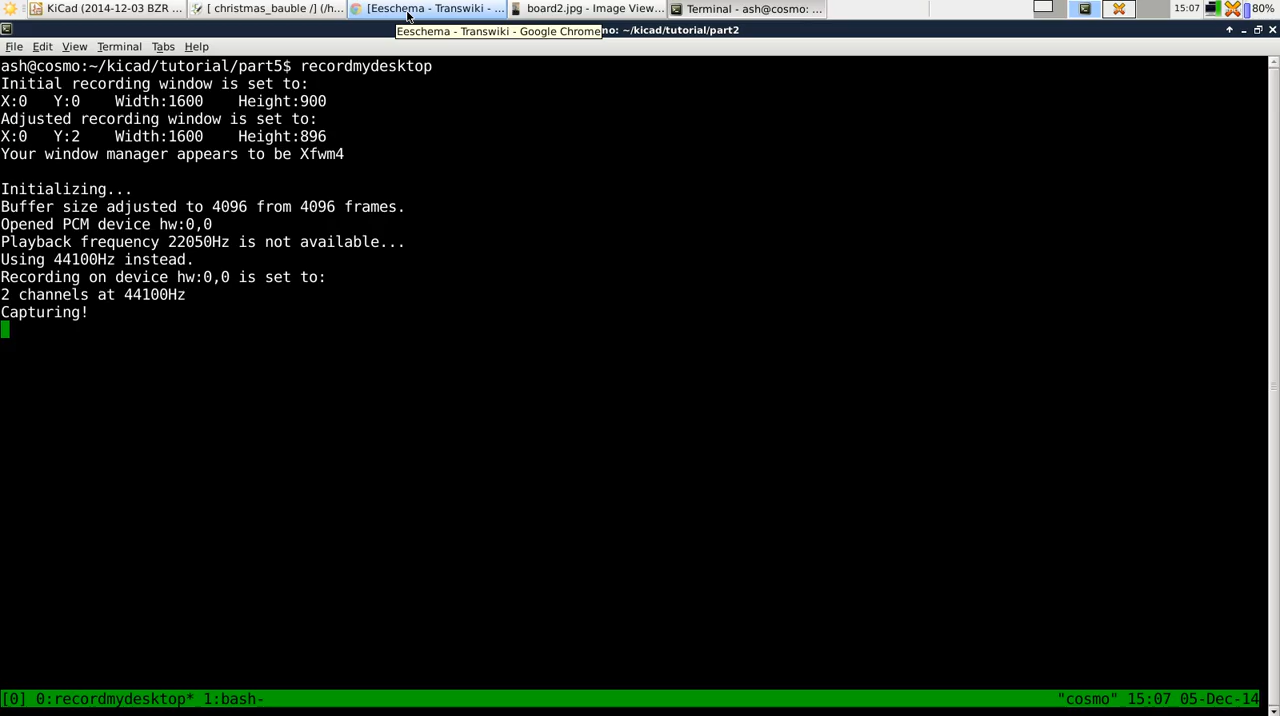 KiCad (2014-12-03 BZR ... [ christmas_bauble /] (/h... [Eeschema - Transwiki - ... board2.jpg - Image View... Terminal - ash@cosmo: ... 15:07 80%
Eeschema - Transwiki - Google Chrome mo: ~/kicad/tutorial/part2
File Edit View Terminal Tabs Help
ash@cosmo:~/kicad/tutorial/part5$ recordmydesktop
Initial recording window is set to:
X:0 Y:0 Width:1600 Height:900
Adjusted recording window is set to:
X:0 Y:2 Width:1600 Height:896
Your window manager appears to be Xfwm4
Initializing...
Buffer size adjusted to 4096 from 4096 frames.
Opened PCM device hw:0,0
Playback frequency 22050Hz is not available...
Using 44100Hz instead.
Recording on device hw:0,0 is set to:
2 channels at 44100Hz
Capturing!
[0] 0:recordmydesktop* 1:bash- "cosmo" 15:07 05-Dec-14